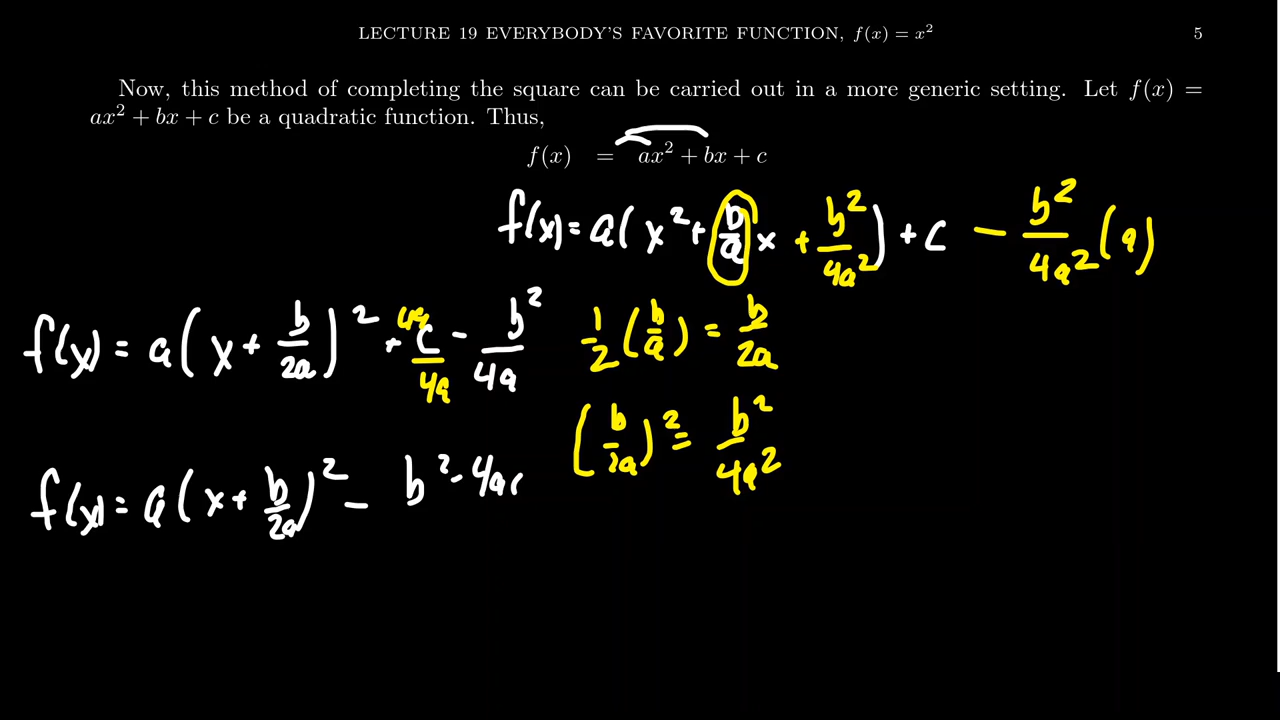 LECTURE 19 EVERYBODY'S FAVORITE FUNCTION, f(x) = x² 5
Now, this method of completing the square can be carried out in a more generic setting. Let f(x) =
ax² + bx + c be a quadratic function. Thus,
f(x) = ax² + bx + c
f(x) = a(x² + b/a x + b²/4a²) + c − b²/4a² (a)
f(x) = a(x + b/2a)² + 4a c/4a − b²/4a
1/2 (b/a) = b/2a
(b/2a)² = b²/4a²
f(x) = a(x + b/2a)² − b² - 4ac